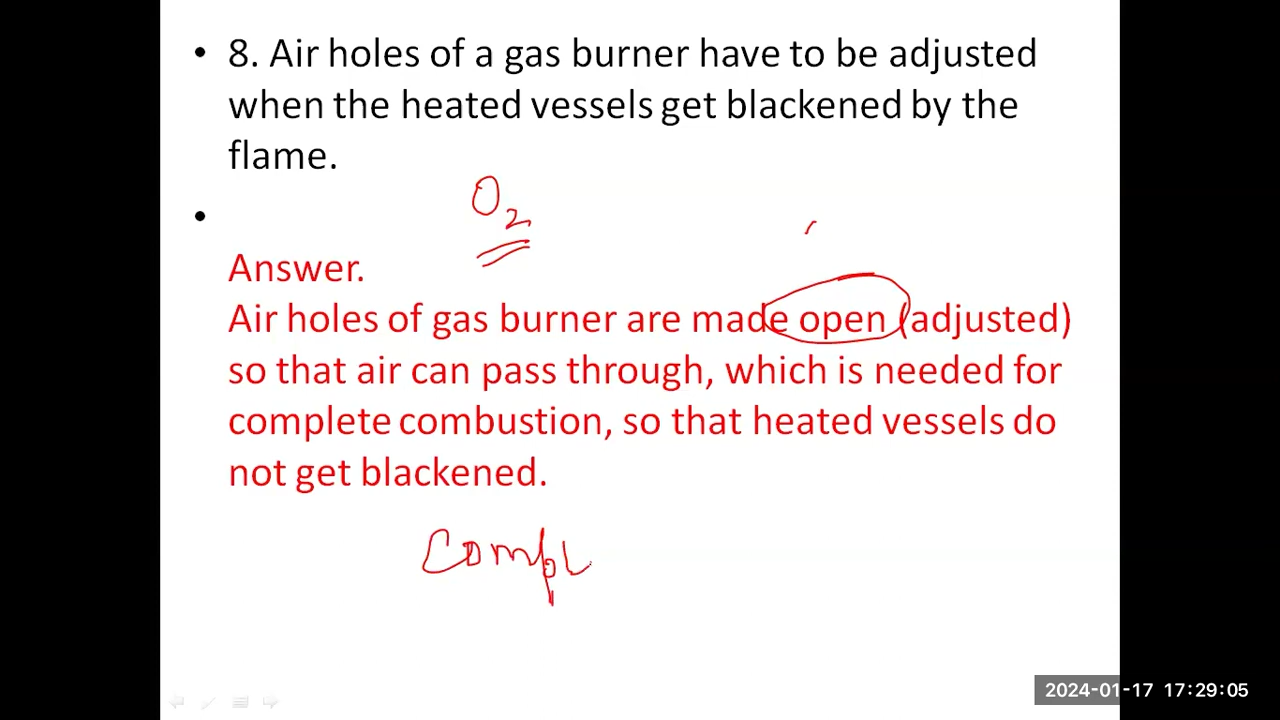 • 8. Air holes of a gas burner have to be adjusted
when the heated vessels get blackened by the
flame.
O2
•
Answer.
Air holes of gas burner are made open (adjusted)
so that air can pass through, which is needed for
complete combustion, so that heated vessels do
not get blackened.
Compl
2024-01-17 17:29:05